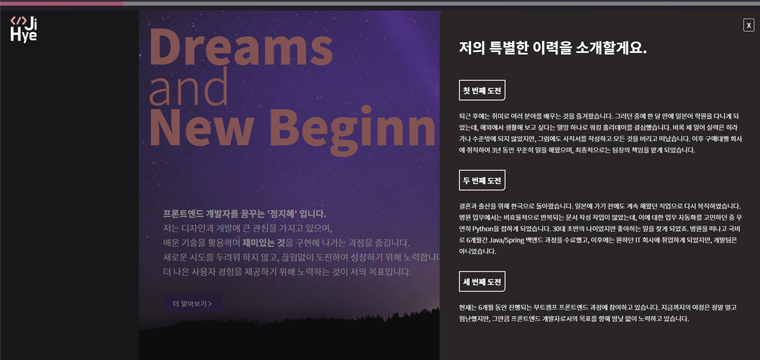 </>Ji
Hye
Dreams
and
New Beginn
프론트엔드 개발자를 꿈꾸는 '정지혜' 입니다.
저는 디자인과 개발에 큰 관심을 가지고 있으며,
배운 기술을 활용하여 재미있는 것을 구현해 나가는 과정을 즐깁니다.
새로운 시도를 두려워 하지 않고, 끊임없이 도전하여 성장하기 위해 노력합니다
더 나은 사용자 경험을 제공하기 위해 노력하는 것이 저의 목표입니다.
더 알아보기 >
X
저의 특별한 이력을 소개할게요.
첫 번째 도전
퇴근 후에는 취미로 여러 분야를 배우는 것을 즐겨웠습니다. 그러던 중에 한 달 만에 일본어 학원을 다니게 되
었는데, 해외에서 생활해 보고 싶다는 열망 하나로 워킹 홀리데이를 결심했습니다. 비록 제 일어 실력은 히라
가나 수준밖에 되지 않았지만, 그럼에도 사직서를 작성하고 모든 것을 버리고 떠났습니다. 이후 구매대행 회사
에 취직하여 3년 동안 꾸준히 일을 해왔으며, 최종적으로는 팀장의 책임을 맡게 되었습니다.
두 번째 도전
결혼과 출산을 위해 한국으로 돌아왔습니다. 일본에 가기 전에도 계속 해왔던 직업으로 다시 복직하였습니다.
병원 업무에서는 비효율적으로 반복되는 문서 작성 작업이 많았는데, 이에 대한 업무 자동화를 고민하던 중 우
연히 Python을 접하게 되었습니다. 30대 초반의 나이었지만 좋아하는 일을 찾게 되었죠. 병원을 떠나고 국비
로 6개월간 Java/Spring 백엔드 과정을 수료했고, 이후에는 원하던 IT 회사에 취업하게 되었지만, 개발팀은
아니었습니다.
세 번째 도전
현재는 6개월 동안 진행되는 부트캠프 프론트엔드 과정에 참여하고 있습니다. 지금까지의 여정은 정말 멀고
험난했지만, 그만큼 프론트엔드 개발자로서의 목표를 향해 밤낮 없이 노력하고 있습니다.